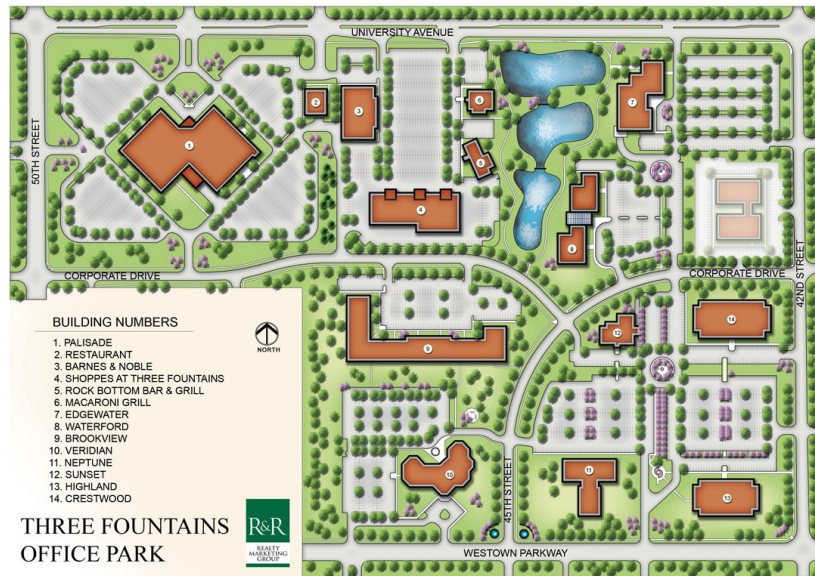 UNIVERSITY AVENUE
50TH STREET
2
3
6
7
1
5
4
8
42ND STREET
CORPORATE DRIVE
CORPORATE DRIVE
BUILDING NUMBERS
1. PALISADE
2. RESTAURANT
3. BARNES & NOBLE
4. SHOPPES AT THREE FOUNTAINS
5. ROCK BOTTOM BAR & GRILL
6. MACARONI GRILL
7. EDGEWATER
8. WATERFORD
9. BROOKVIEW
10. VERIDIAN
11. NEPTUNE
12. SUNSET
13. HIGHLAND
14. CRESTWOOD
NORTH
14
12
9
10
11
13
45TH STREET
THREE FOUNTAINS
OFFICE PARK
R&R
REALTY
MARKETING
GROUP
WESTOWN PARKWAY